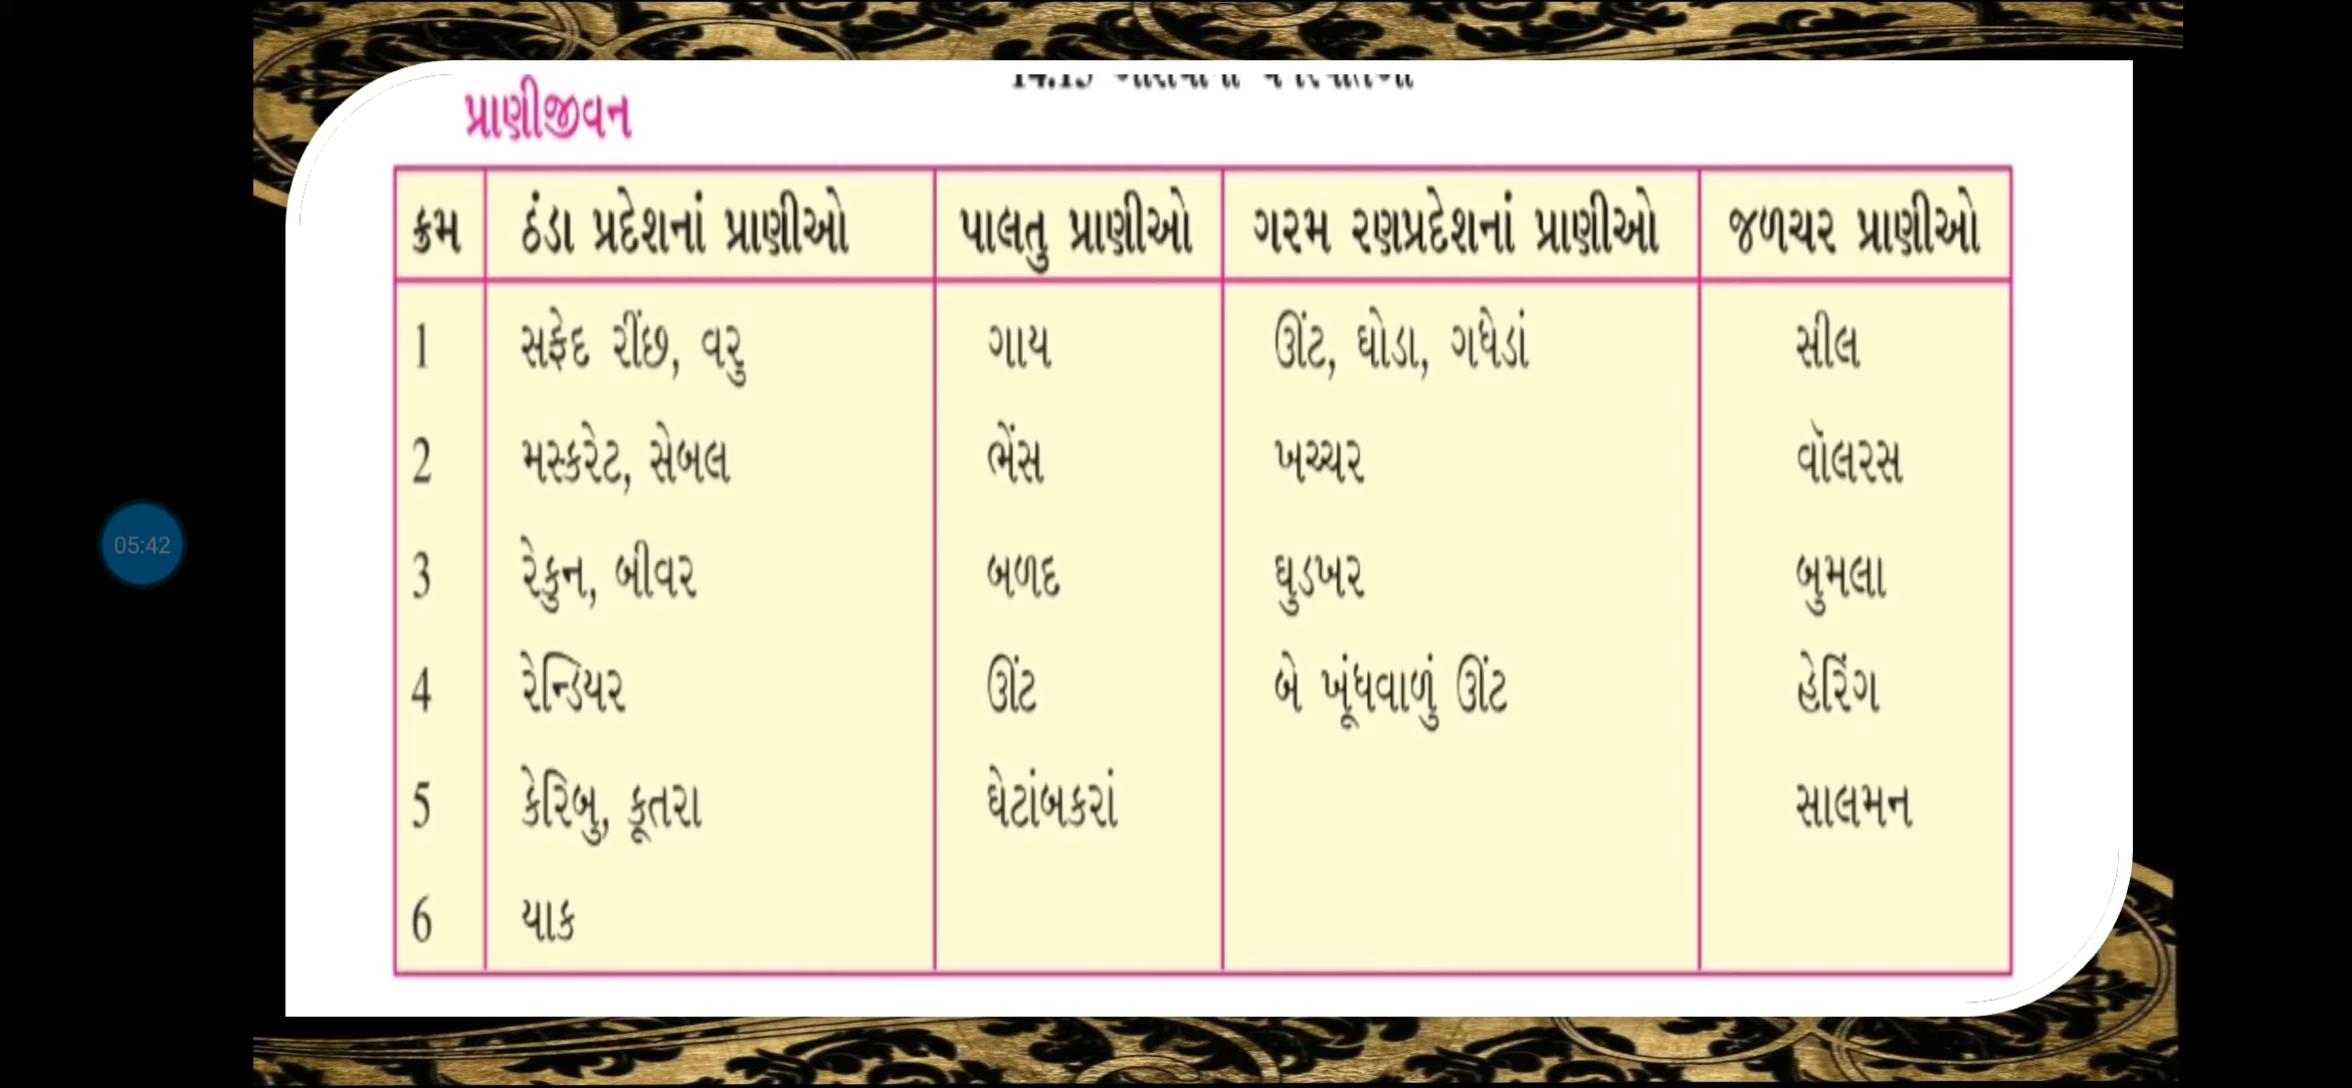 પ્રાણીજીવન
ક્રમ ઠંડા પ્રદેશનાં પ્રાણીઓ પાલતુ પ્રાણીઓ ગરમ રણપ્રદેશનાં પ્રાણીઓ જળચર પ્રાણીઓ
1 સફેદ રીંછ, વરુ ગાય ઊંટ, ઘોડા, ગધેડાં સીલ
2 મસ્કરેટ, સેબલ ભેંસ ખચ્ચર વૉલરસ
3 રેકુન, બીવર બળદ ઘુડખર બુમલા
05:42
4 રેન્ડિયર ઊંટ બે ખૂંધવાળું ઊંટ હેરિંગ
5 કેરિબુ, કૂતરા ઘેટાંબકરાં સાલમન
6 યાક